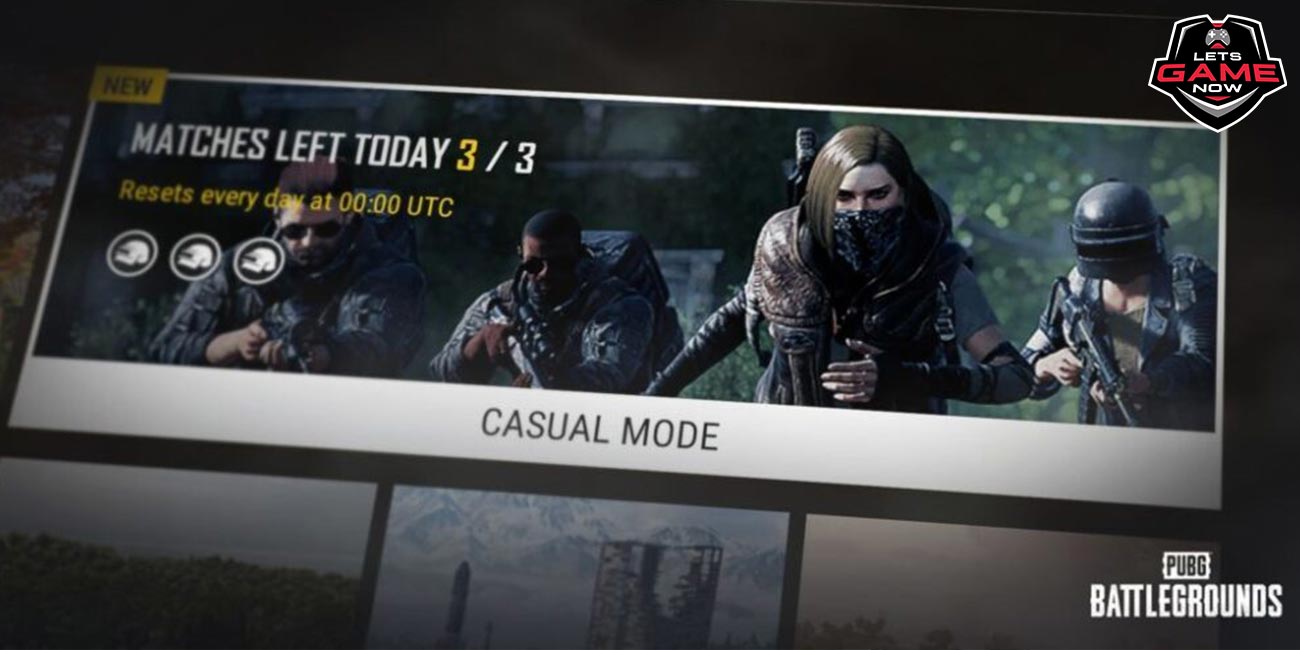 LETS
GAME
NOW
NEW
MATCHES LEFT TODAY 3 / 3
Resets every day at 00:00 UTC
CASUAL MODE
PUBG
BATTLEGROUNDS